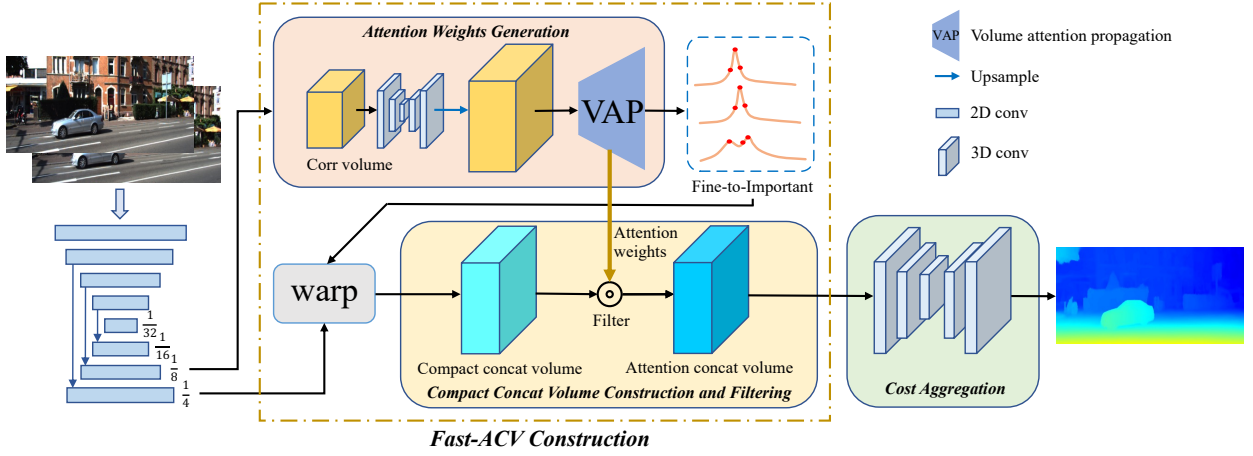 Attention Weights Generation
Corr volume
VAP
Fine-to-Important
VAP
Volume attention propagation
Upsample
2D conv
3D conv
1/32
1/16
1/8
1/4
warp
Attention
weights
Filter
Compact concat volume
Attention concat volume
Compact Concat Volume Construction and Filtering
Cost Aggregation
Fast-ACV Construction